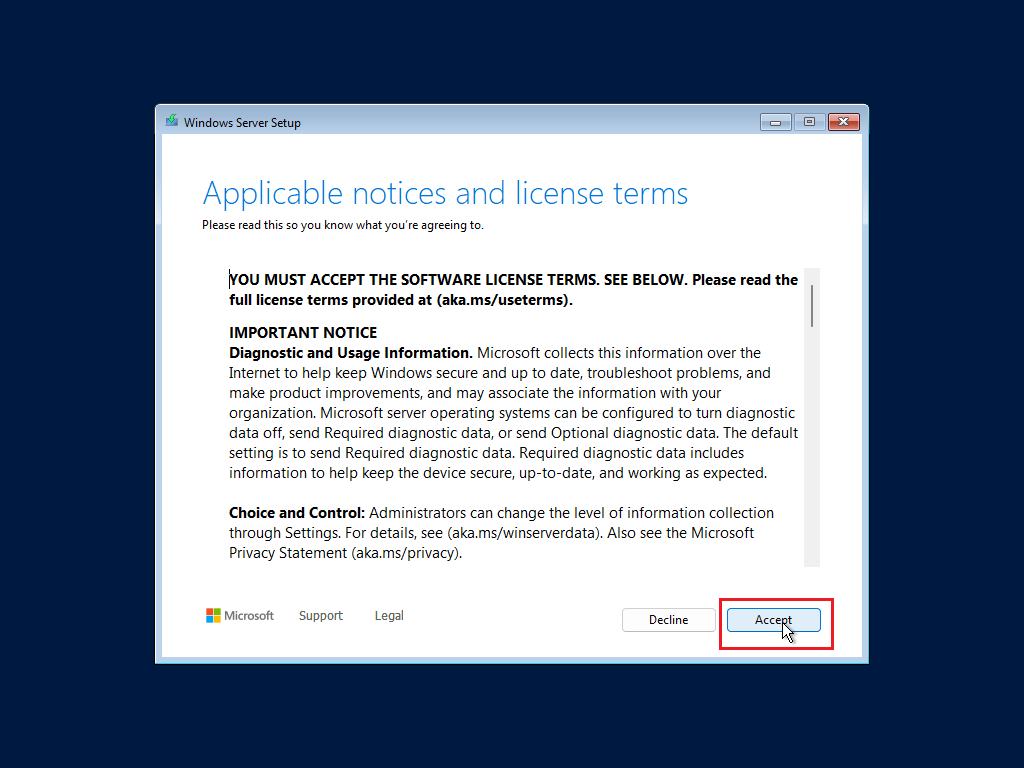 Windows Server Setup
Applicable notices and license terms
Please read this so you know what you're agreeing to.
YOU MUST ACCEPT THE SOFTWARE LICENSE TERMS. SEE BELOW. Please read the
full license terms provided at (aka.ms/useterms).
IMPORTANT NOTICE
Diagnostic and Usage Information. Microsoft collects this information over the
Internet to help keep Windows secure and up to date, troubleshoot problems, and
make product improvements, and may associate the information with your
organization. Microsoft server operating systems can be configured to turn diagnostic
data off, send Required diagnostic data, or send Optional diagnostic data. The default
setting is to send Required diagnostic data. Required diagnostic data includes
information to help keep the device secure, up-to-date, and working as expected.
Choice and Control: Administrators can change the level of information collection
through Settings. For details, see (aka.ms/winserverdata). Also see the Microsoft
Privacy Statement (aka.ms/privacy).
Microsoft Support Legal Decline Accept